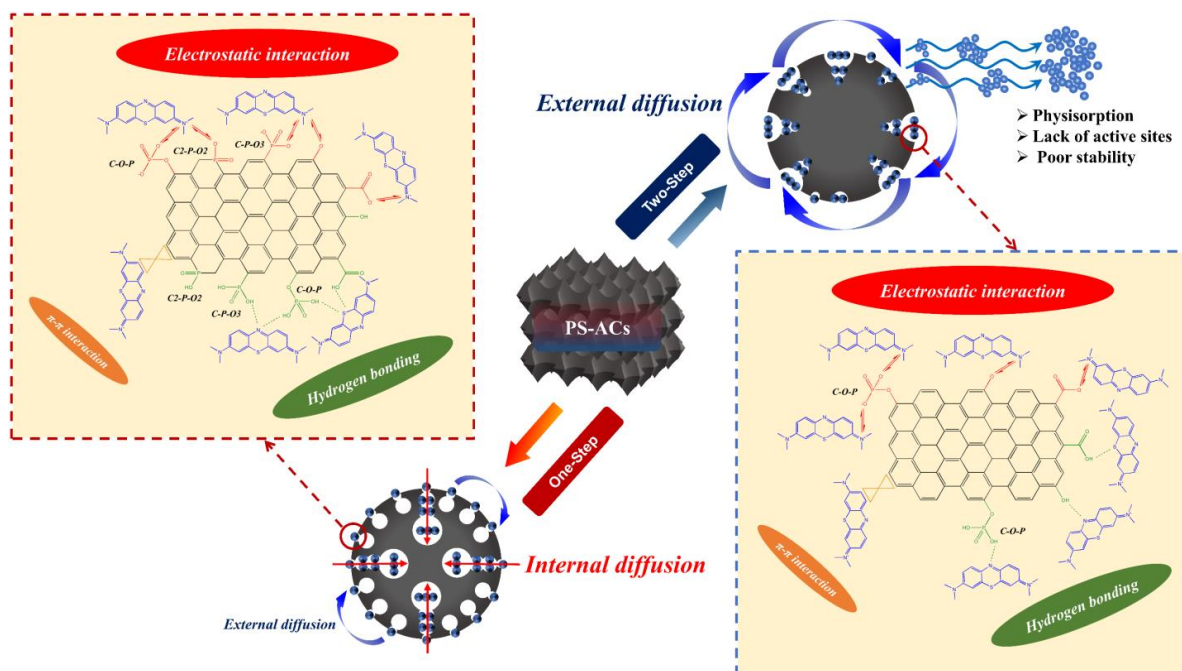 Electrostatic interaction
C-O-P
C2-P-O2
C-P-O3
C2-P-O2
C-P-O3
C-O-P
π-π interaction
Hydrogen bonding
External diffusion
➢ Physisorption
➢ Lack of active sites
➢ Poor stability
Two-Step
PS-ACs
One-Step
Internal diffusion
External diffusion
Electrostatic interaction
C-O-P
C-O-P
π-π interaction
Hydrogen bonding